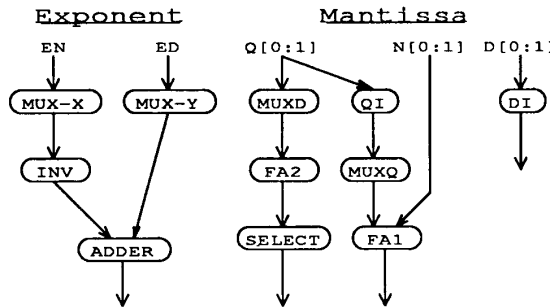 Exponent Mantissa
EN ED Q[0:1] N[0:1] D[0:1]
MUX-X MUX-Y MUXD QI DI
INV FA2 MUXQ
ADDER SELECT FA1